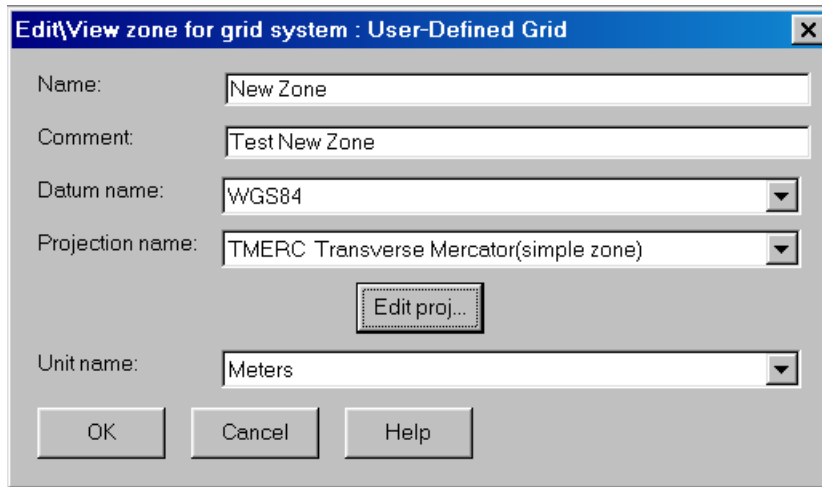 Edit\View zone for grid system : User-Defined Grid
Name: New Zone
Comment: Test New Zone
Datum name: WGS84
Projection name: TMERC Transverse Mercator(simple zone)
Edit proj...
Unit name: Meters
OK Cancel Help